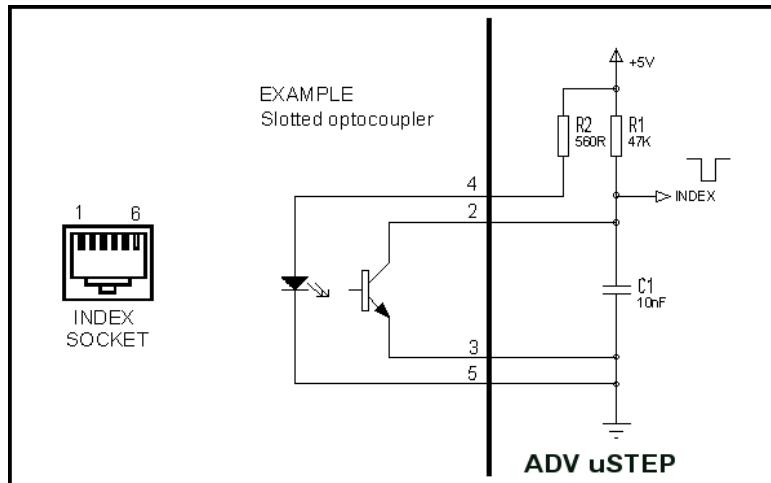 EXAMPLE
Slotted optocoupler
+5V
R2
560R
R1
47K
4
INDEX
2
1 6
C1
10nF
INDEX
SOCKET
3
5
ADV uSTEP